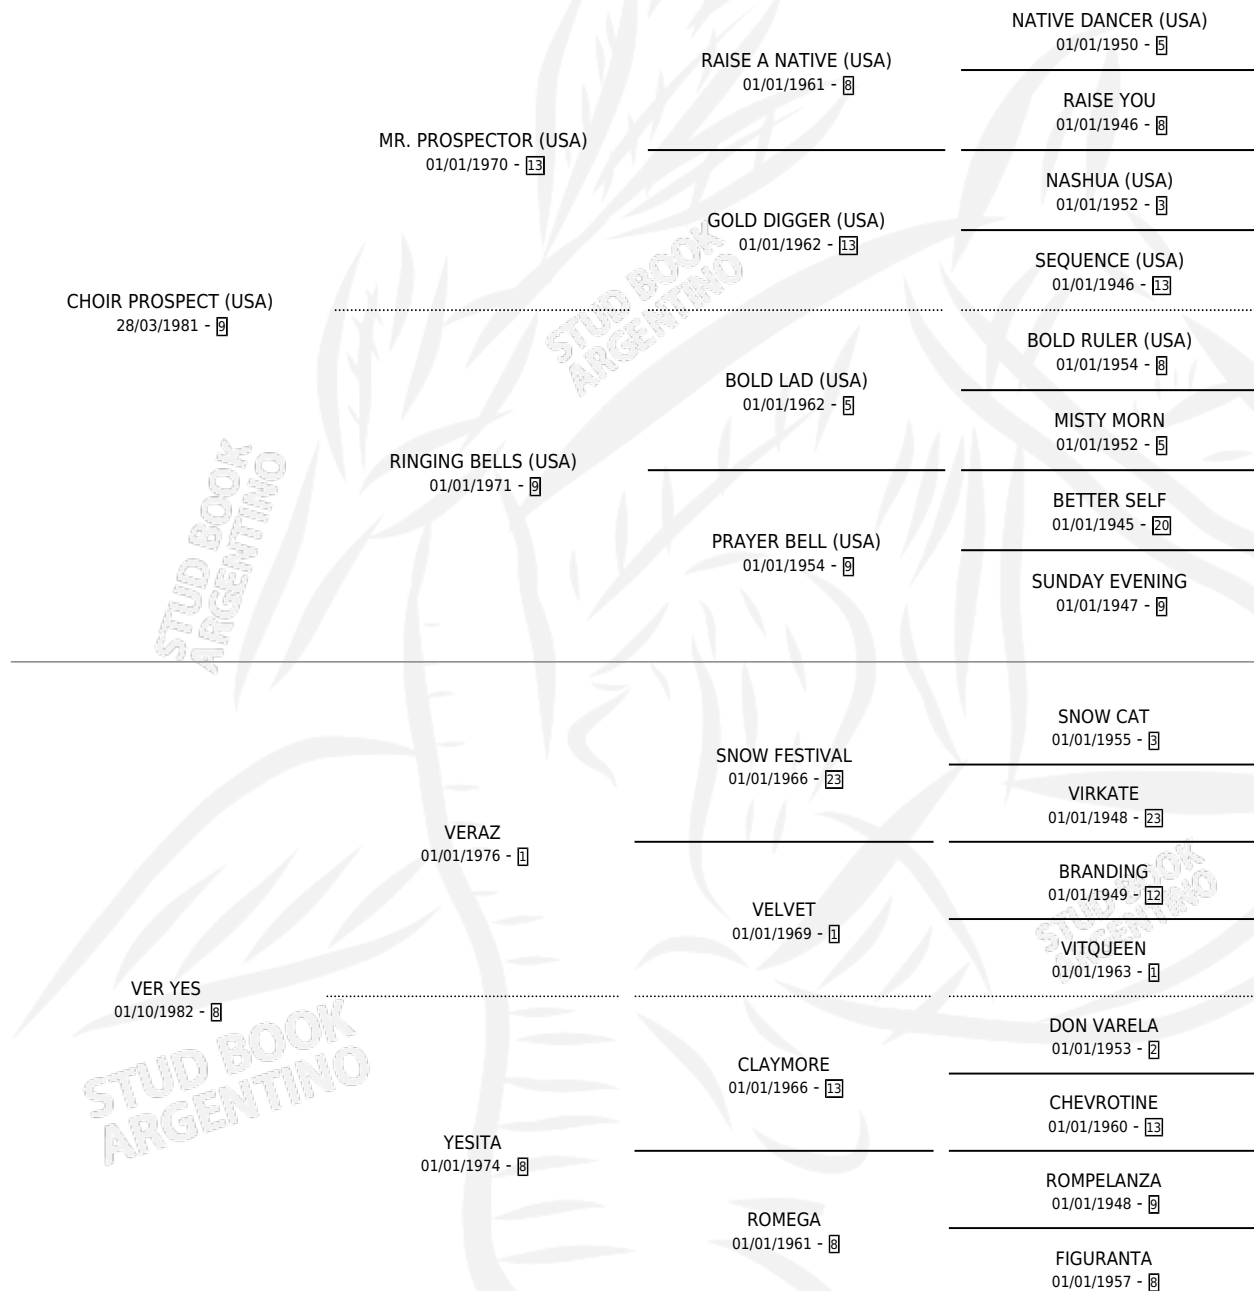 NATIVE DANCER (USA)
01/01/1950 - 5
RAISE A NATIVE (USA)
01/01/1961 - 8
RAISE YOU
01/01/1946 - 8
MR. PROSPECTOR (USA)
01/01/1970 - 13
NASHUA (USA)
01/01/1952 - 3
GOLD DIGGER (USA)
01/01/1962 - 13
SEQUENCE (USA)
01/01/1946 - 13
CHOIR PROSPECT (USA)
28/03/1981 - 9
BOLD RULER (USA)
01/01/1954 - 8
BOLD LAD (USA)
01/01/1962 - 5
MISTY MORN
01/01/1952 - 5
RINGING BELLS (USA)
01/01/1971 - 9
BETTER SELF
01/01/1945 - 20
PRAYER BELL (USA)
01/01/1954 - 9
SUNDAY EVENING
01/01/1947 - 9
SNOW CAT
01/01/1955 - 3
SNOW FESTIVAL
01/01/1966 - 23
VIRKATE
01/01/1948 - 23
VERAZ
01/01/1976 - 1
BRANDING
01/01/1949 - 12
VELVET
01/01/1969 - 1
VITQUEEN
01/01/1963 - 1
VER YES
01/10/1982 - 8
DON VARELA
01/01/1953 - 2
CLAYMORE
01/01/1966 - 13
CHEVROTINE
01/01/1960 - 13
YESITA
01/01/1974 - 8
ROMPELANZA
01/01/1948 - 9
ROMEGA
01/01/1961 - 8
FIGURANTA
01/01/1957 - 8
STUD BOOK
ARGENTINO
STUD BOOK
ARGENTINO
STUD BOOK
ARGENTINO
STUD BOOK
ARGENTINO